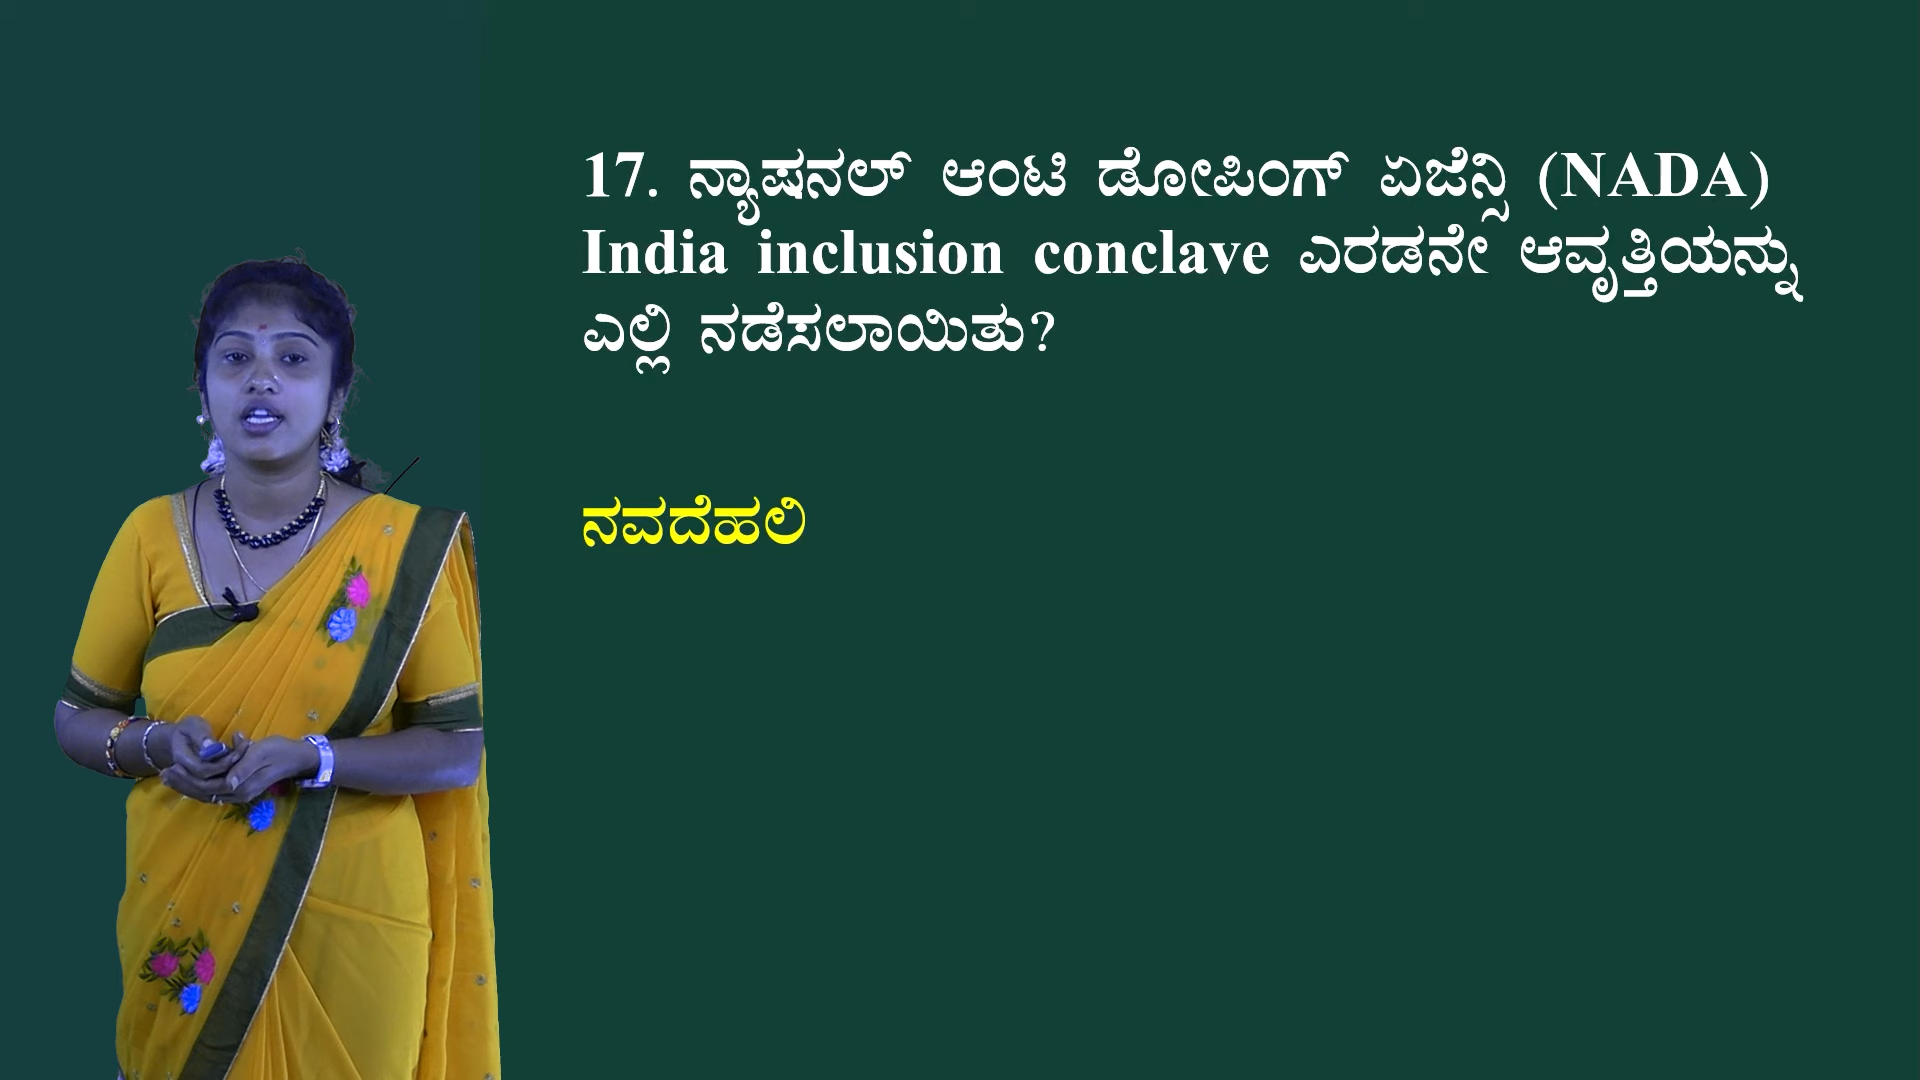 17. ನ್ಯಾಷನಲ್ ಆಂಟಿ ಡೋಪಿಂಗ್ ಏಜೆನ್ಸಿ (NADA)
India inclusion conclave ಎರಡನೇ ಆವೃತ್ತಿಯನ್ನು
ಎಲ್ಲಿ ನಡೆಸಲಾಯಿತು?
ನವದೆಹಲಿ